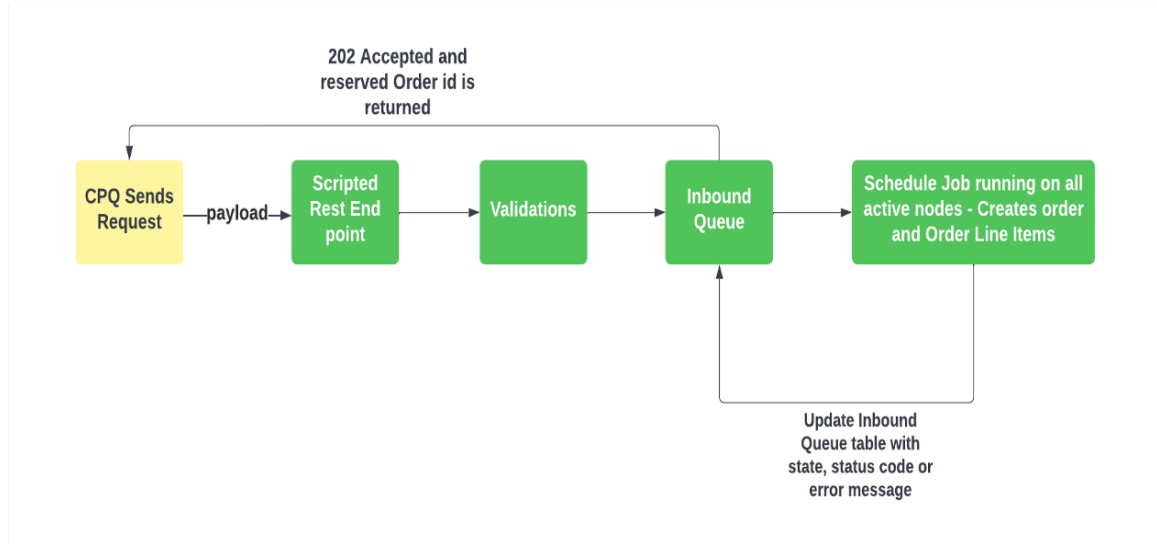 202 Accepted and
reserved Order id is
returned
CPQ Sends
Request
payload
Scripted
Rest End
point
Validations
Inbound
Queue
Schedule Job running on all
active nodes - Creates order
and Order Line Items
Update Inbound
Queue table with
state, status code or
error message